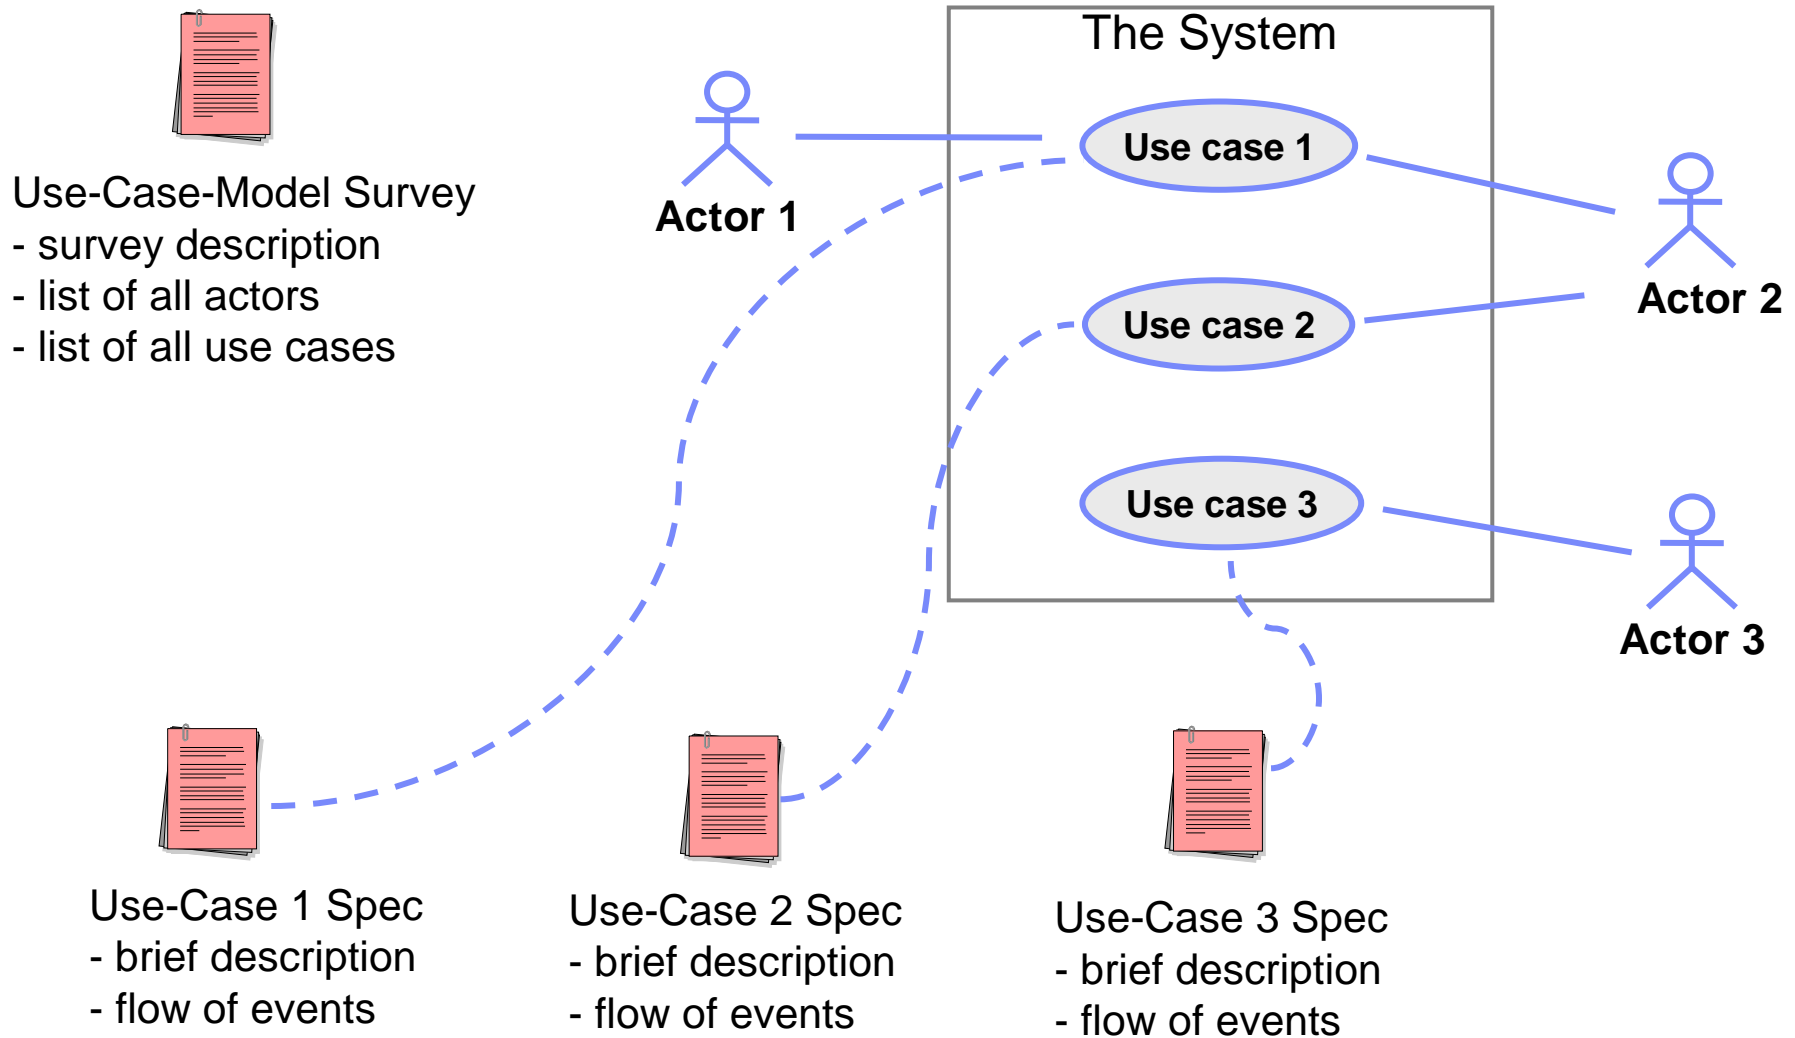 The System
Use case 1
Actor 1
Use-Case-Model Survey
- survey description
- list of all actors
- list of all use cases
Actor 2
Use case 2
Use case 3
Actor 3
Use-Case 1 Spec
- brief description
- flow of events
Use-Case 2 Spec
- brief description
- flow of events
Use-Case 3 Spec
- brief description
- flow of events